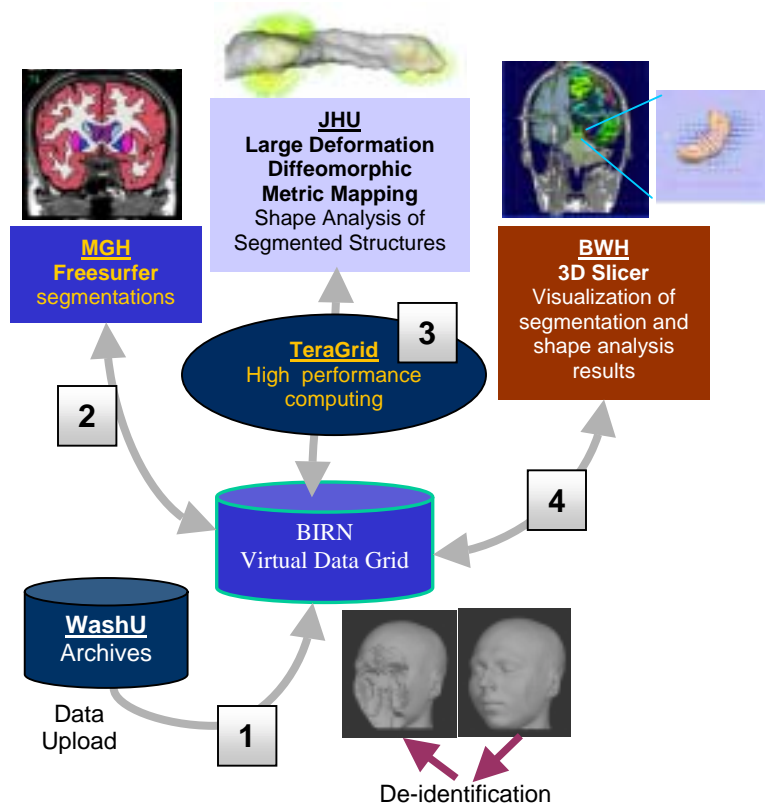 JHU
Large Deformation
Diffeomorphic
Metric Mapping
Shape Analysis of
Segmented Structures
MGH
Freesurfer
segmentations
BWH
3D Slicer
Visualization of
segmentation and
shape analysis
results
3
TeraGrid
High performance
computing
2
4
BIRN
Virtual Data Grid
WashU
Archives
Data
Upload
1
De-identification